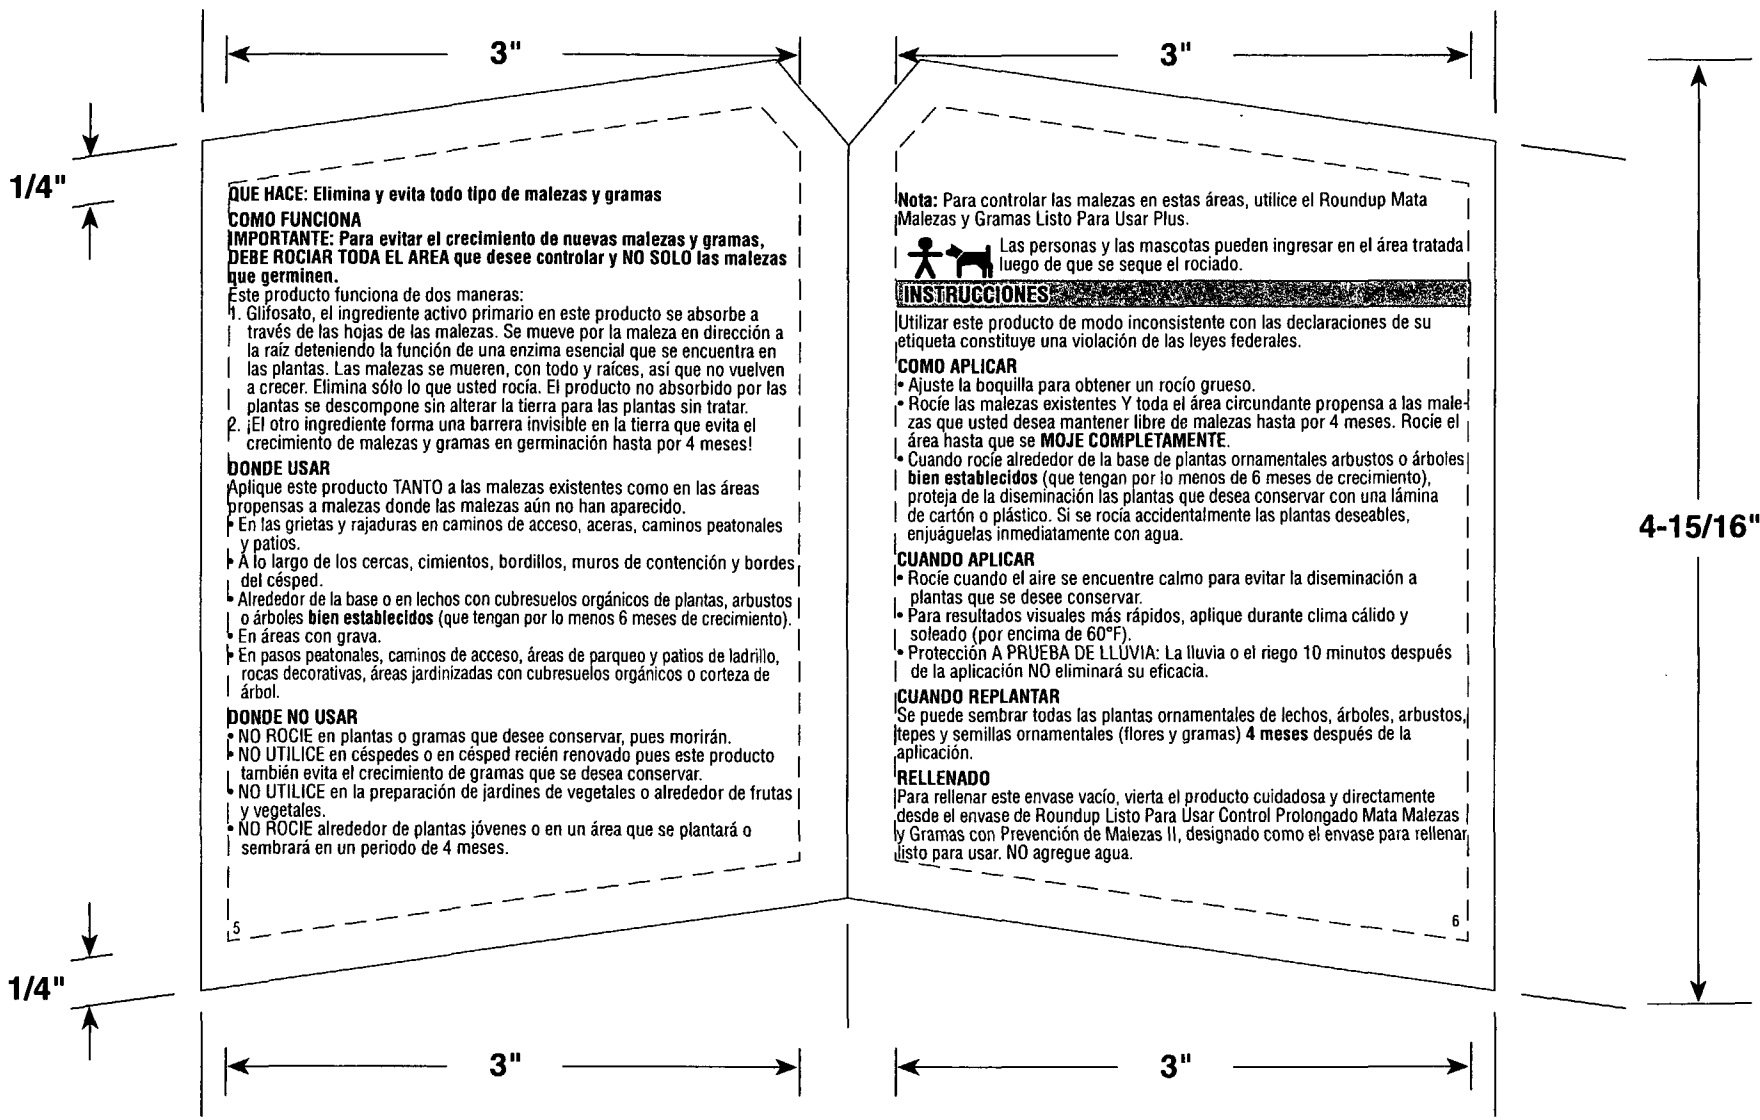 3"
3"
1/4"
4-15/16"
QUE HACE: Elimina y evita todo tipo de malezas y gramas
COMO FUNCIONA
IMPORTANTE: Para evitar el crecimiento de nuevas malezas y gramas,
DEBE ROCIAR TODA EL AREA que desee controlar y NO SOLO las malezas
que germinen.
Este producto funciona de dos maneras:
1. Glifosato, el ingrediente activo primario en este producto se absorbe a
través de las hojas de las malezas. Se mueve por la maleza en dirección a
la raíz deteniendo la función de una enzima esencial que se encuentra en
las plantas. Las malezas se mueren, con todo y raíces, así que no vuelven
a crecer. Elimina sólo lo que usted rocía. El producto no absorbido por las
plantas se descompone sin alterar la tierra para las plantas sin tratar.
2. ¡El otro ingrediente forma una barrera invisible en la tierra que evita el
crecimiento de malezas y gramas en germinación hasta por 4 meses!
DONDE USAR
Aplique este producto TANTO a las malezas existentes como en las áreas
propensas a malezas donde las malezas aún no han aparecido.
• En las grietas y rajaduras en caminos de acceso, aceras, caminos peatonales
y patios.
• A lo largo de los cercas, cimientos, bordillos, muros de contención y bordes
del césped.
• Alrededor de la base o en lechos con cubresuelos orgánicos de plantas, arbustos
o árboles bien establecidos (que tengan por lo menos 6 meses de crecimiento).
• En áreas con grava.
• En pasos peatonales, caminos de acceso, áreas de parqueo y patios de ladrillo,
rocas decorativas, áreas jardinizadas con cubresuelos orgánicos o corteza de
árbol.
DONDE NO USAR
• NO ROCIE en plantas o gramas que desee conservar, pues morirán.
• NO UTILICE en céspedes o en césped recién renovado pues este producto
también evita el crecimiento de gramas que se desea conservar.
• NO UTILICE en la preparación de jardines de vegetales o alrededor de frutas
y vegetales.
• NO ROCIE alrededor de plantas jóvenes o en un área que se plantará o
sembrará en un periodo de 4 meses.
5
Nota: Para controlar las malezas en estas áreas, utilice el Roundup Mata
Malezas y Gramas Listo Para Usar Plus.
Las personas y las mascotas pueden ingresar en el área tratada
luego de que se seque el rociado.
INSTRUCCIONES
Utilizar este producto de modo inconsistente con las declaraciones de su
etiqueta constituye una violación de las leyes federales.
COMO APLICAR
• Ajuste la boquilla para obtener un rocío grueso.
• Rocíe las malezas existentes Y toda el área circundante propensa a las male-
zas que usted desea mantener libre de malezas hasta por 4 meses. Rocie el
área hasta que se MOJE COMPLETAMENTE.
• Cuando rocíe alrededor de la base de plantas ornamentales arbustos o árboles
bien establecidos (que tengan por lo menos de 6 meses de crecimiento),
proteja de la diseminación las plantas que desea conservar con una lámina
de cartón o plástico. Si se rocía accidentalmente las plantas deseables,
enjuáguelas inmediatamente con agua.
CUANDO APLICAR
• Rocíe cuando el aire se encuentre calmo para evitar la diseminación a
plantas que se desee conservar.
• Para resultados visuales más rápidos, aplique durante clima cálido y
soleado (por encima de 60°F).
• Protección A PRUEBA DE LLUVIA: La lluvia o el riego 10 minutos después
de la aplicación NO eliminará su eficacia.
CUANDO REPLANTAR
Se puede sembrar todas las plantas ornamentales de lechos, árboles, arbustos,
tepes y semillas ornamentales (flores y gramas) 4 meses después de la
aplicación.
RELLENADO
Para rellenar este envase vacío, vierta el producto cuidadosa y directamente
desde el envase de Roundup Listo Para Usar Control Prolongado Mata Malezas
y Gramas con Prevención de Malezas II, designado como el envase para rellenar
listo para usar. NO agregue agua.
6
1/4"
3"
3"